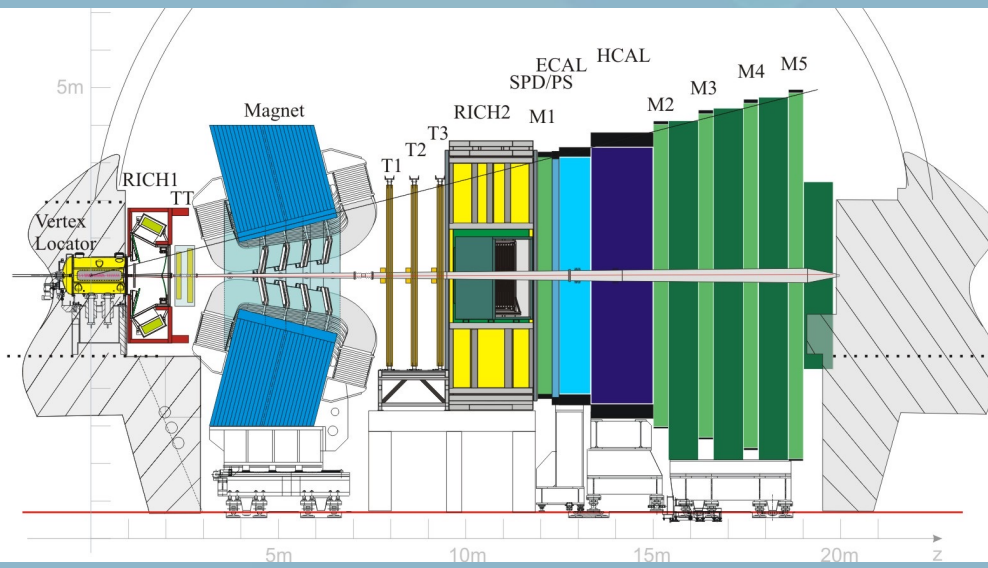 HCAL
ECAL
SPD/PS
M5
M4
M3
M2
5m
RICH2
M1
Magnet
T3
T2
T1
RICH1
TT
Vertex
Locator
5m
10m
15m
20m
z